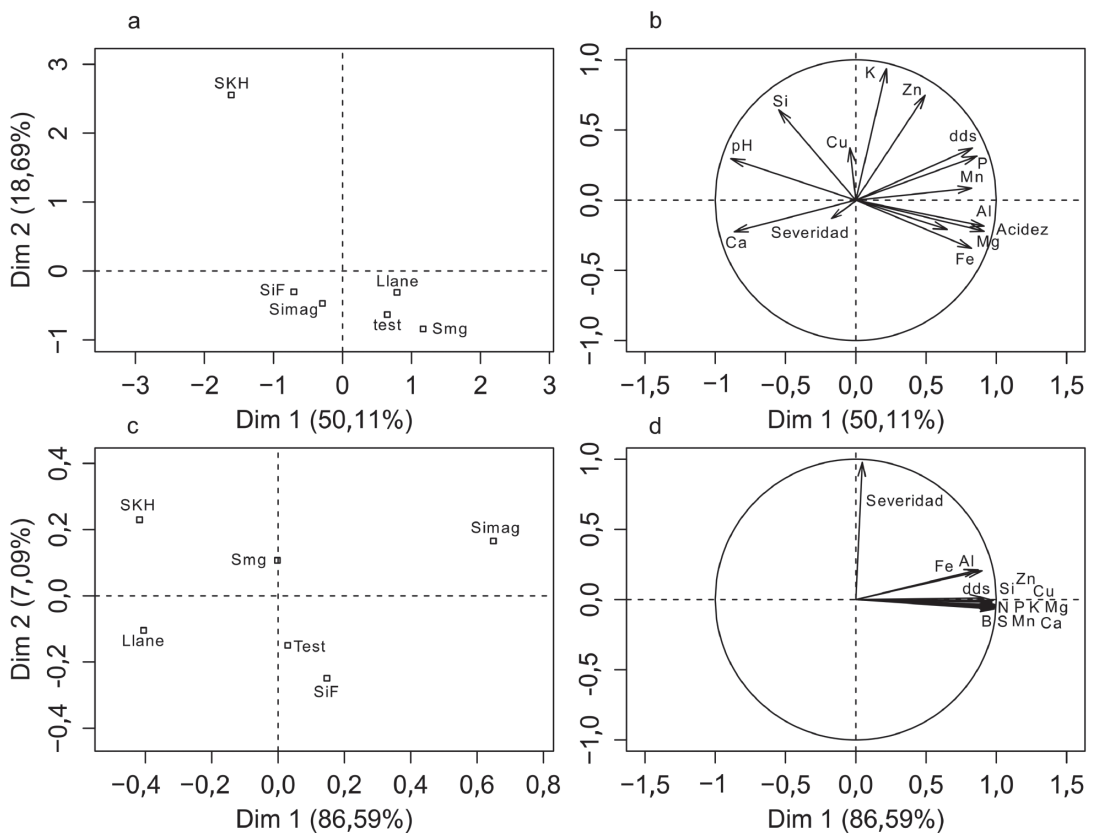 a
3
2
1
0
−1
Dim 2 (18,69%)
SKH
SiF
Simag
Llane
test
Smg
−3 −2 −1 0 1 2 3
Dim 1 (50,11%)
b
1,0
0,5
0,0
−0,5
−1,0
K
Zn
Si
Cu
dds
pH
P
Mn
Al
Severidad
Acidez
Ca
Mg
Fe
−1,5 −1 0,0 0,5 1,0 1,5
Dim 1 (50,11%)
c
0,4
0,2
0,0
−0,2
−0,4
Dim 2 (7,09%)
SKH
Simag
Smg
Llane
Test
SiF
−0,4 −0,2 0,0 0,2 0,4 0,6 0,8
Dim 1 (86,59%)
d
1,0
0,5
0,0
−0,5
−1,0
Severidad
Fe Al
Zn
dds Si Cu
N P K Mg
B S Mn Ca
−1,5 −1 0,0 0,5 1,0 1,5
Dim 1 (86,59%)